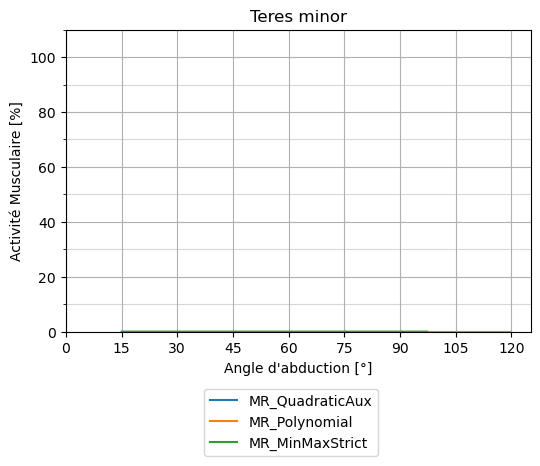 Teres minor
Activité Musculaire [%]
100
80
60
40
20
0
0 15 30 45 60 75 90 105 120
Angle d'abduction [°]
MR_QuadraticAux
MR_Polynomial
MR_MinMaxStrict